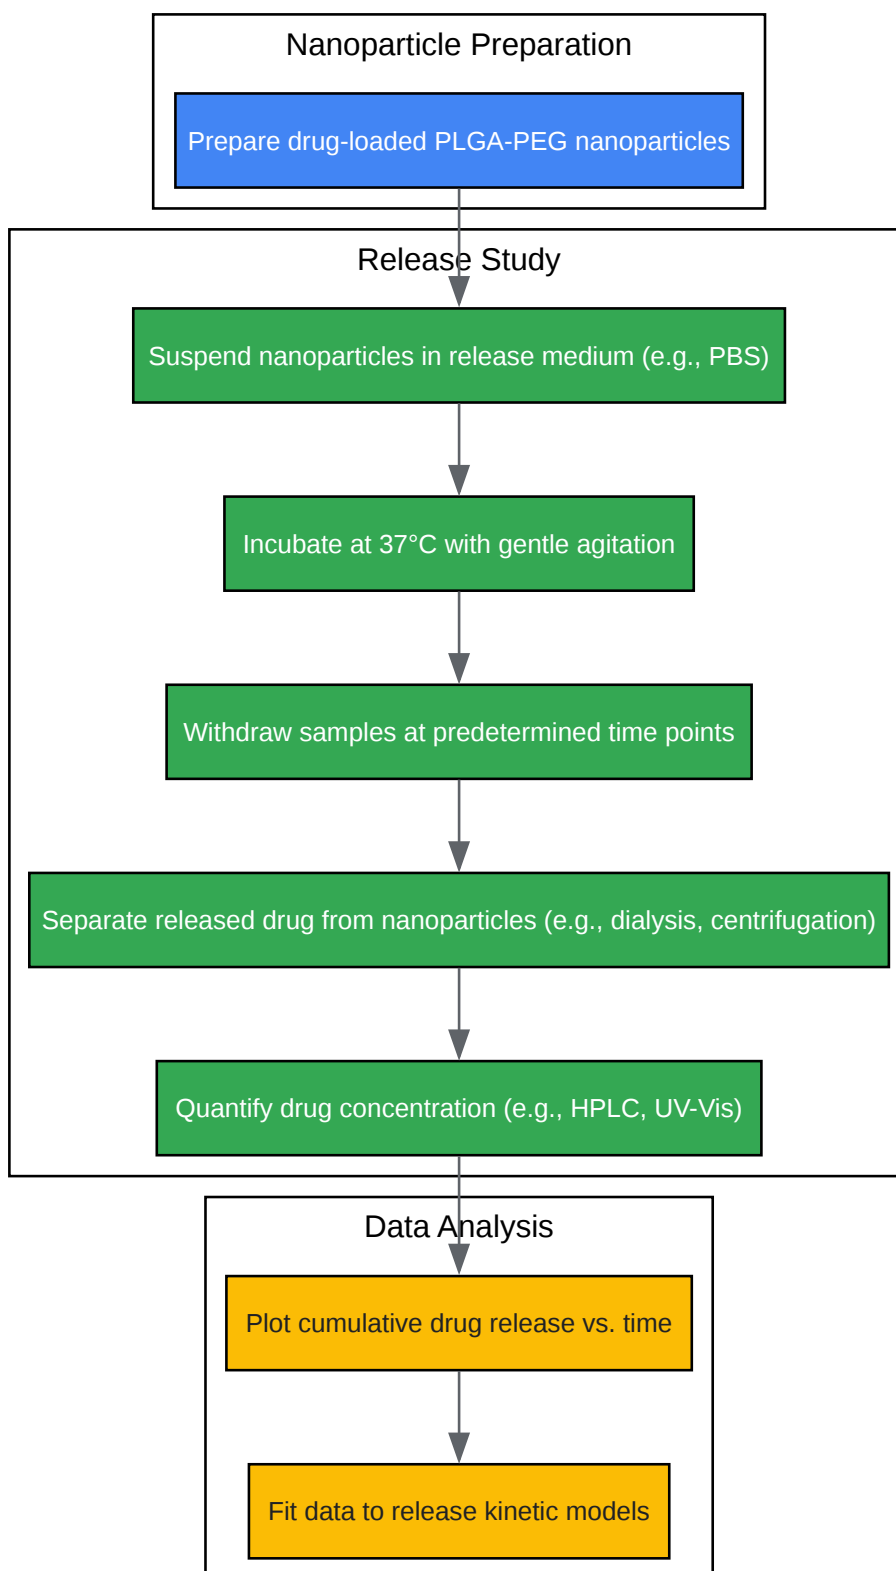 Nanoparticle Preparation
Prepare drug-loaded PLGA-PEG nanoparticles
Release Study
Suspend nanoparticles in release medium (e.g., PBS)
Incubate at 37°C with gentle agitation
Withdraw samples at predetermined time points
Separate released drug from nanoparticles (e.g., dialysis, centrifugation)
Quantify drug concentration (e.g., HPLC, UV-Vis)
Data Analysis
Plot cumulative drug release vs. time
Fit data to release kinetic models